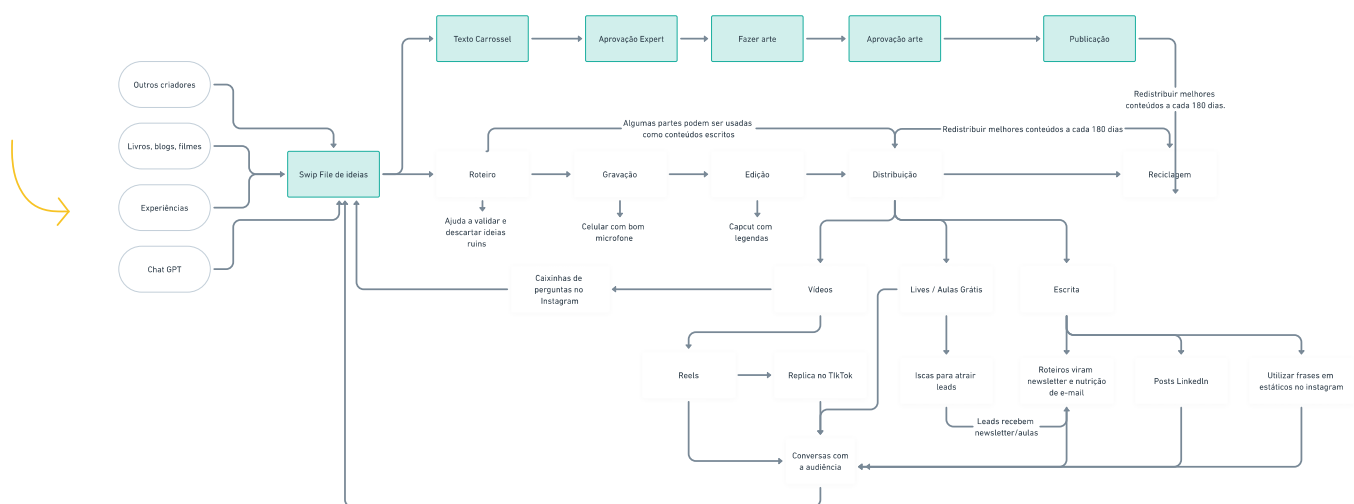 Texto Carrossel
Aprovação Expert
Fazer arte
Aprovação arte
Publicação
Outros criadores
Redistribuir melhores
conteúdos a cada 180 dias.
Algumas partes podem ser usadas
como conteúdos escritos
Redistribuir melhores conteúdos a cada 180 dias
Livros, blogs, filmes
Swip File de ideias
Roteiro
Gravação
Edição
Distribuição
Reciclagem
Experiências
Ajuda a validar e
descartar ideias
ruins
Celular com bom
microfone
Capcut com
legendas
Chat GPT
Caixinhas de
perguntas no
Instagram
Vídeos
Lives / Aulas Grátis
Escrita
Reels
Replica no TIkTok
Iscas para atrair
leads
Roteiros viram
newsletter e nutrição
de e-mail
Posts LinkedIn
Utilizar frases em
estáticos no instagram
Leads recebem
newsletter/aulas
Conversas com
a audiência